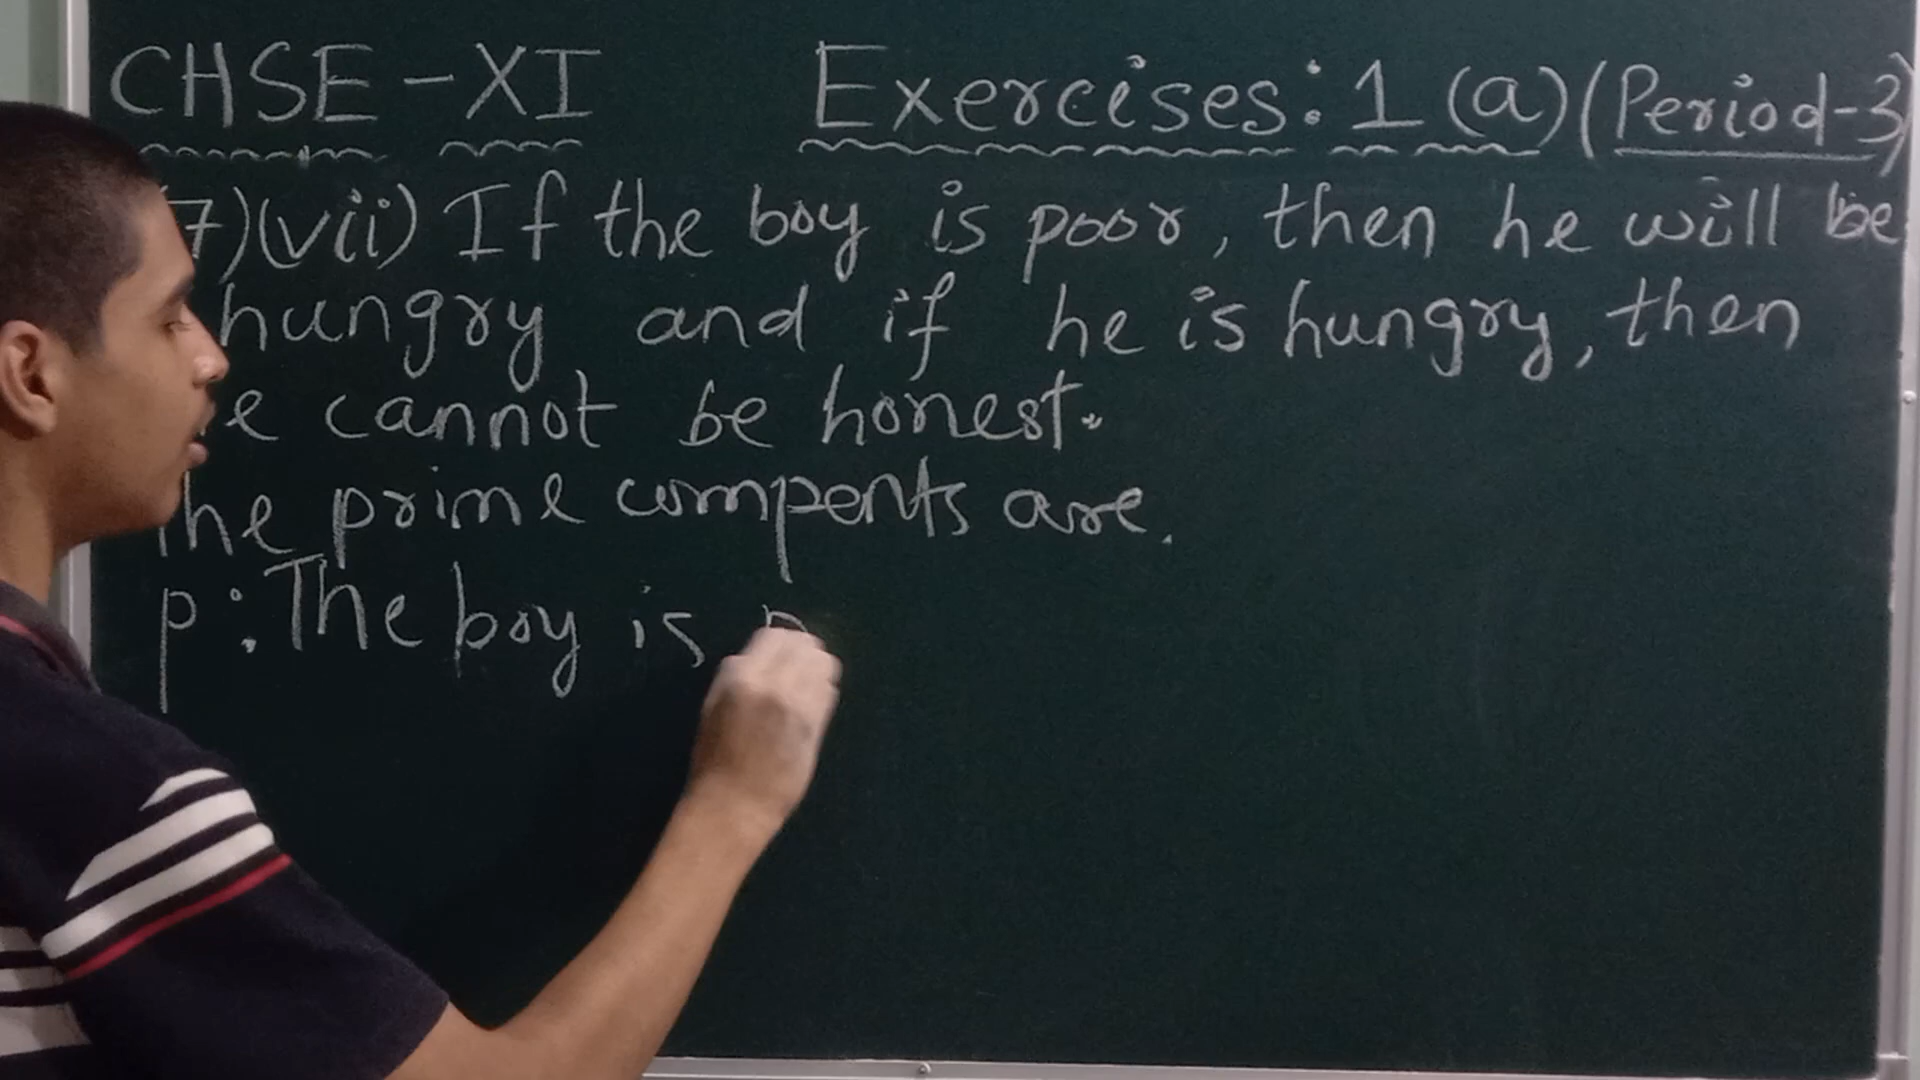 CHSE-XI Exercises: 1 (a) (Period-3)
7)(vii) If the boy is poor, then he will be
hungry and if he is hungry, then
e cannot be honest.
The prime compents are.
p: The boy is p